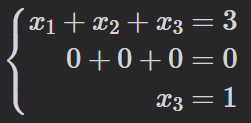 x₁ + x₂ + x₃ = 3
0 + 0 + 0 = 0
x₃ = 1